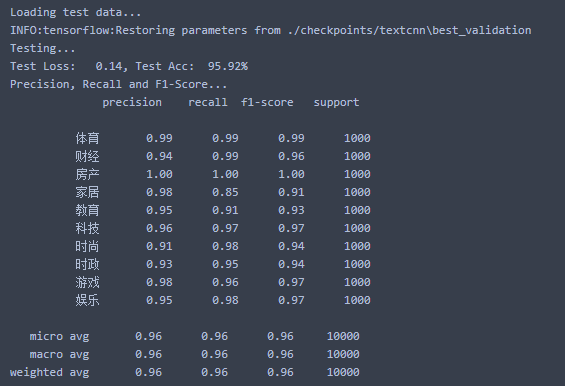 Loading test data...
INFO:tensorflow:Restoring parameters from ./checkpoints/textcnn\best_validation
Testing...
Test Loss:   0.14, Test Acc:  95.92%
Precision, Recall and F1-Score...
precision    recall  f1-score   support
体育       0.99      0.99      0.99      1000
财经       0.94      0.99      0.96      1000
房产       1.00      1.00      1.00      1000
家居       0.98      0.85      0.91      1000
教育       0.95      0.91      0.93      1000
科技       0.96      0.97      0.97      1000
时尚       0.91      0.98      0.94      1000
时政       0.93      0.95      0.94      1000
游戏       0.98      0.96      0.97      1000
娱乐       0.95      0.98      0.97      1000
micro avg       0.96      0.96      0.96     10000
macro avg       0.96      0.96      0.96     10000
weighted avg       0.96      0.96      0.96     10000